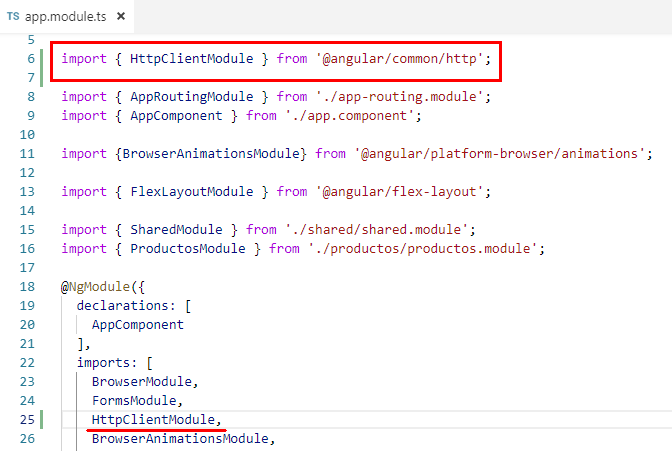 TS app.module.ts ×
5
6 import { HttpClientModule } from '@angular/common/http';
7
8 import { AppRoutingModule } from './app-routing.module';
9 import { AppComponent } from './app.component';
10
11 import {BrowserAnimationsModule} from '@angular/platform-browser/animations';
12
13 import { FlexLayoutModule } from '@angular/flex-layout';
14
15 import { SharedModule } from './shared/shared.module';
16 import { ProductosModule } from './productos/productos.module';
17
18 @NgModule({
19   declarations: [
20     AppComponent
21   ],
22   imports: [
23     BrowserModule,
24     FormsModule,
25     HttpClientModule,
26     BrowserAnimationsModule,